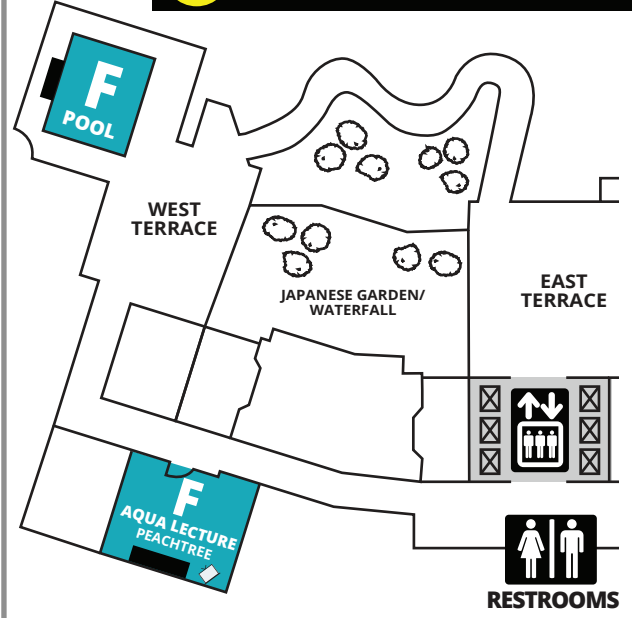 F
POOL
WEST
TERRACE
JAPANESE GARDEN/
WATERFALL
EAST
TERRACE
F
AQUA LECTURE
PEACHTREE
RESTROOMS